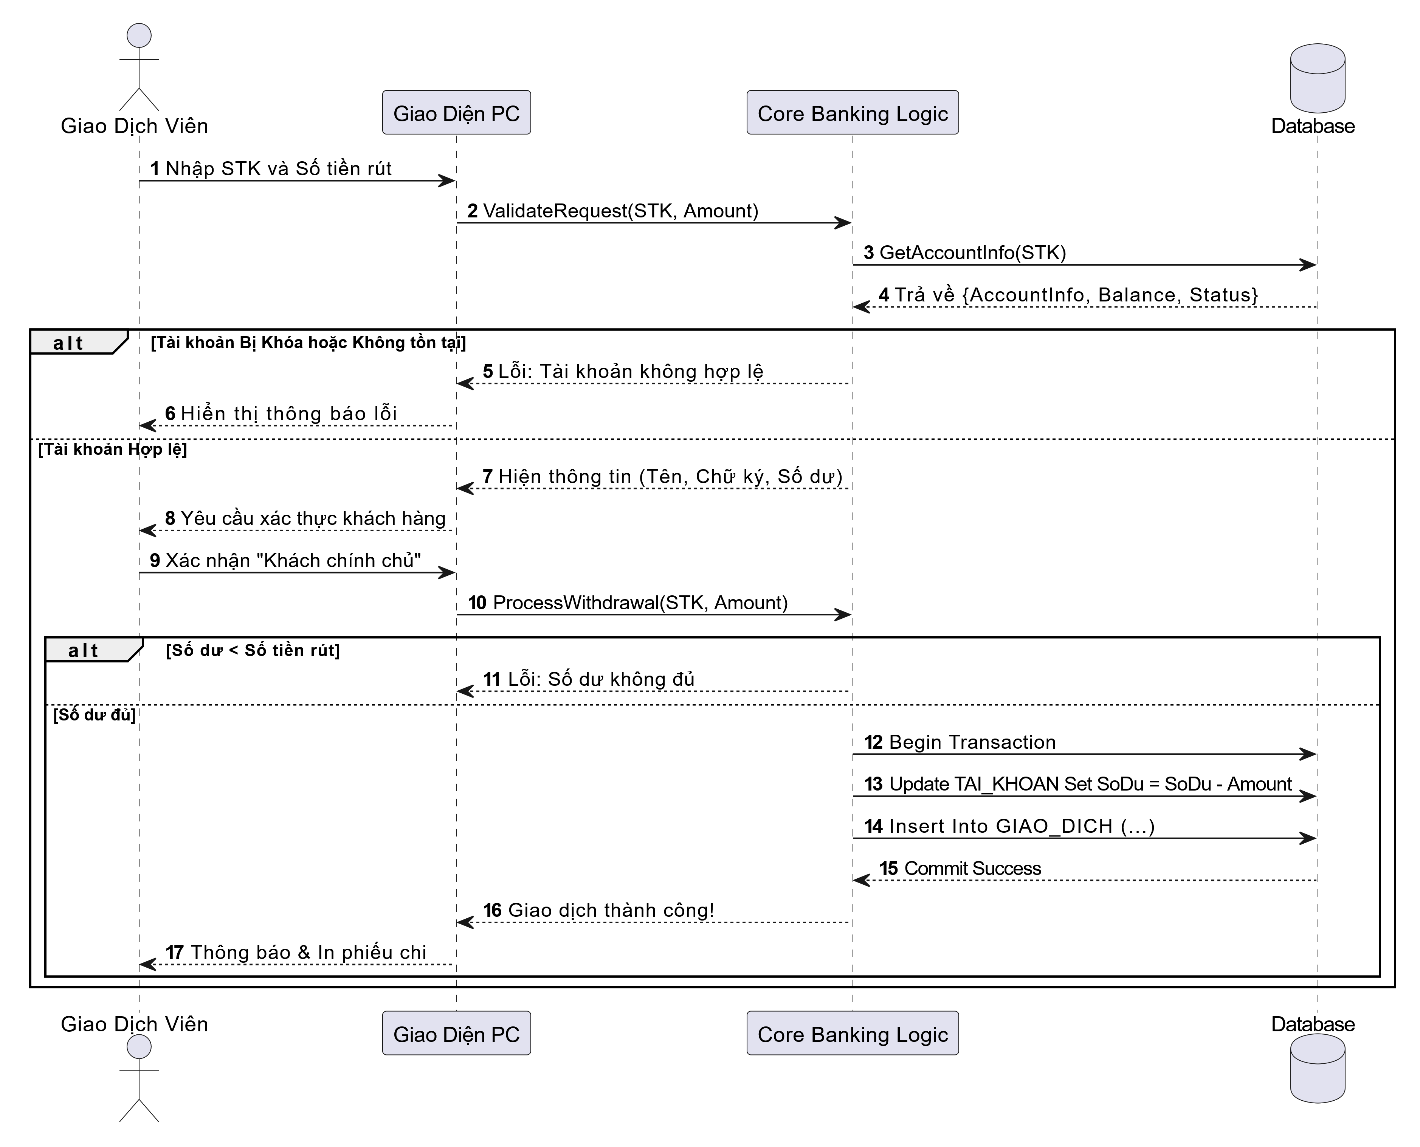 Giao Dịch Viên
Giao Diện PC
Core Banking Logic
Database
1 Nhập STK và Số tiền rút
2 ValidateRequest(STK, Amount)
3 GetAccountInfo(STK)
4 Trả về {AccountInfo, Balance, Status}
alt
[Tài khoản Bị Khóa hoặc Không tồn tại]
5 Lỗi: Tài khoản không hợp lệ
6 Hiển thị thông báo lỗi
[Tài khoản Hợp lệ]
7 Hiện thông tin (Tên, Chữ ký, Số dư)
8 Yêu cầu xác thực khách hàng
9 Xác nhận "Khách chính chủ"
10 ProcessWithdrawal(STK, Amount)
alt
[Số dư < Số tiền rút]
11 Lỗi: Số dư không đủ
[Số dư đủ]
12 Begin Transaction
13 Update TAI_KHOAN Set SoDu = SoDu - Amount
14 Insert Into GIAO_DICH (...)
15 Commit Success
16 Giao dịch thành công!
17 Thông báo & In phiếu chi
Giao Dịch Viên
Giao Diện PC
Core Banking Logic
Database